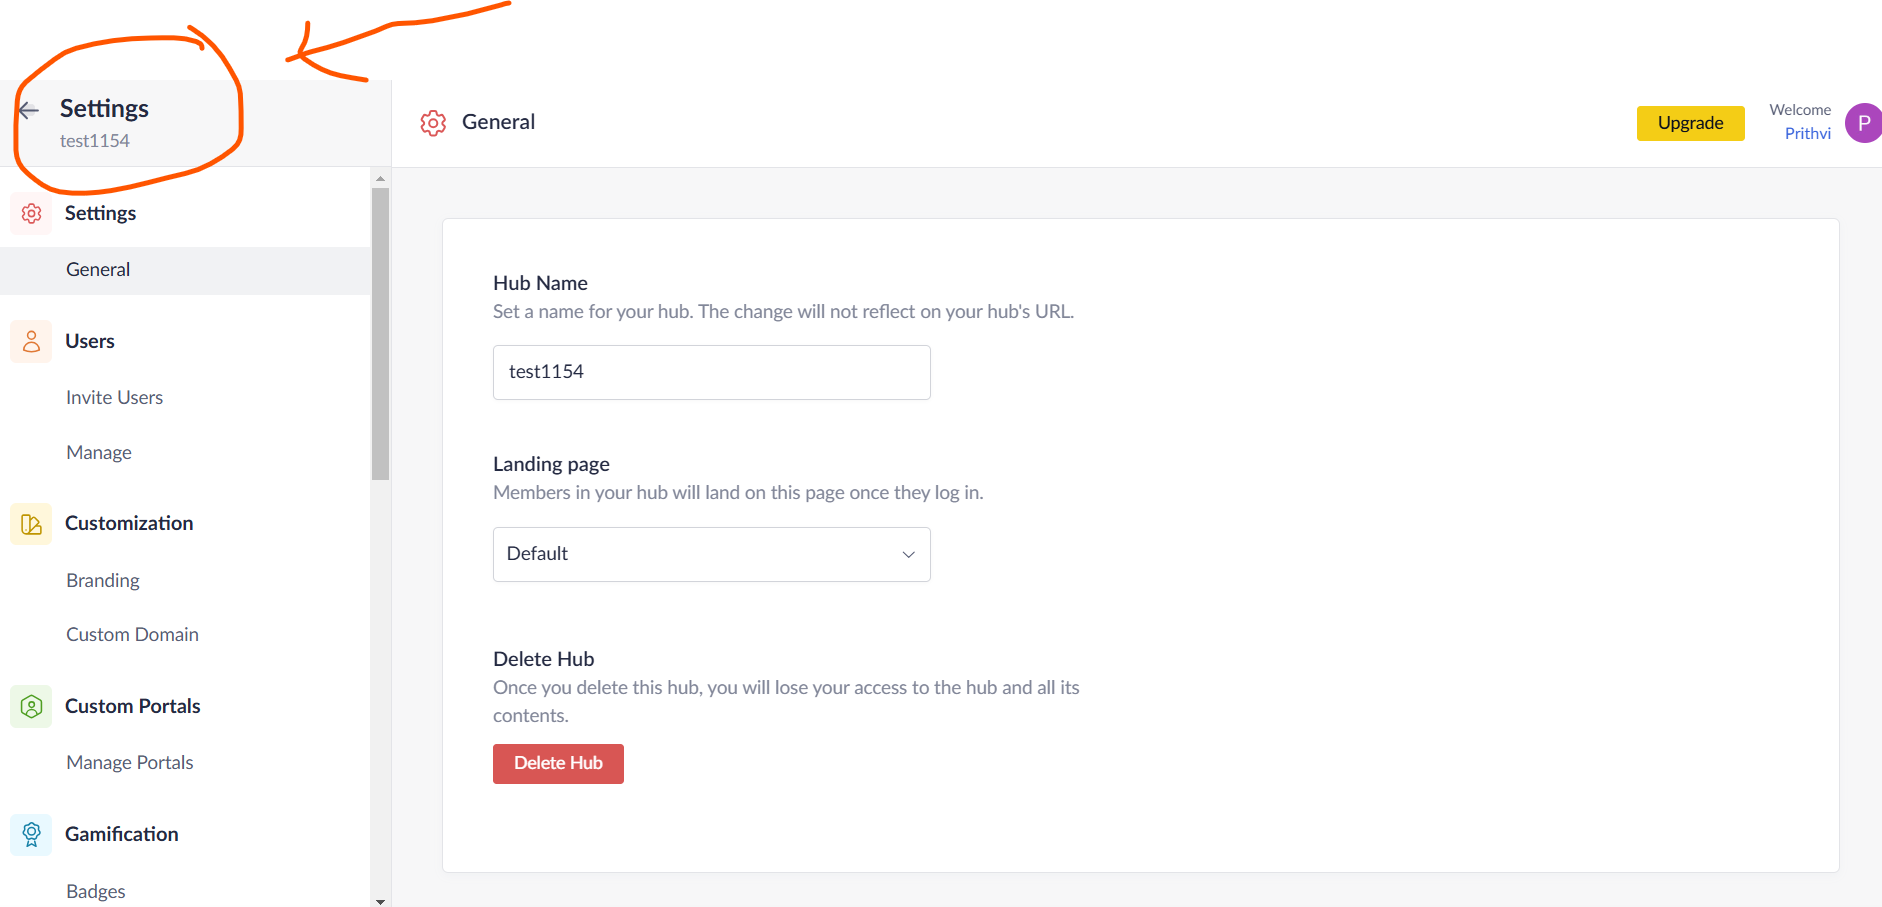 Settings
test1154
General
Upgrade
Welcome
Prithvi
P
Settings
General
Users
Invite Users
Manage
Customization
Branding
Custom Domain
Custom Portals
Manage Portals
Gamification
Badges
Hub Name
Set a name for your hub. The change will not reflect on your hub's URL.
test1154
Landing page
Members in your hub will land on this page once they log in.
Default
Delete Hub
Once you delete this hub, you will lose your access to the hub and all its
contents.
Delete Hub